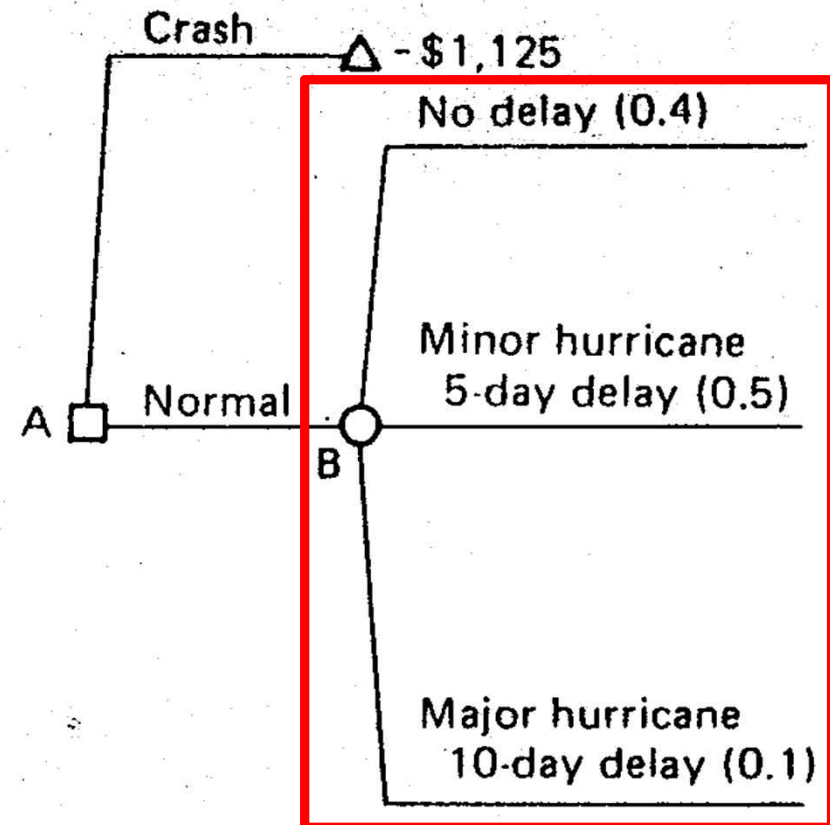 Crash
- $1,125
No delay (0.4)
Minor hurricane
5-day delay (0.5)
A
Normal
B
Major hurricane
10-day delay (0.1)